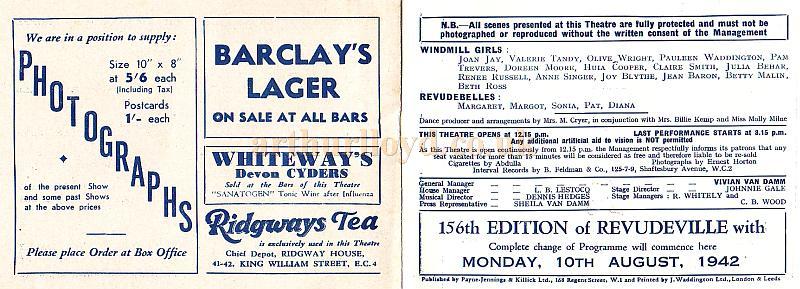 We are in a position to supply:
PHOTOGRAPHS
Size 10" x 8"
at 5'6 each
(Including Tax)
Postcards
1/- each
of the present Show
and some past Shows
at the above prices
Please place Order at Box Office
BARCLAY'S
LAGER
ON SALE AT ALL BARS
WHITEWAY'S
Devon CYDERS
Sold at the Bars of this Theatre
"SANATOGEN" Tonic Wine after Influenza
Ridgways Tea
is exclusively used in this Theatre
Chief Depot, RIDGWAY HOUSE,
41-42, KING WILLIAM STREET, E.C.4
arthurlloyd.co.uk
N.B.—All scenes presented at this Theatre are fully protected and must not be
photographed or reproduced without the written consent of the Management
WINDMILL GIRLS :
JOAN JAY, VALERIE TANDY, OLIVE WRIGHT, PAULEEN WADDINGTON, PAM
TREVERS, DOREEN MOORE, HUIA COOPER, CLAIRE SMITH, JULIA BEHAR,
RENEE RUSSELL, ANNE SINGER, JOY BLYTHE, JEAN BARON, BETTY MALIN,
BETH ROSS
REVUDEBELLES :
MARGARET, MARGOT, SONIA, PAT, DIANA
Dance producer and arrangements by Mrs. M. Cryer, in conjunction with Mrs. Billie Kemp and Miss Molly Milne
THIS THEATRE OPENS at 12.15 p.m. LAST PERFORMANCE STARTS at 8.15 p.m.
Any additional artificial aid to vision is NOT permitted
As this Theatre is open continuously from 12.15 p.m. the Management respectfully informs its patrons that any
seat vacated for more than 15 minutes will be considered as free and therefore liable to be re-sold
Cigarettes by Abdulla Photographs by Ernest Horton
Interval Records by B. Feldman & Co., 125-7-9, Shaftesbury Avenue, W.C.2
General Manager — — — — — — — VIVIAN VAN DAMM
House Manager — — L. B. LESTOCQ Stage Director — JOHNNIE GALE
Musical Director — — DENNIS HEDGES Stage Managers : R. WHITELY and
Press Representative — SHEILA VAN DAMM C. B. WOOD
156th EDITION of REVUDEVILLE with
Complete change of Programme will commence here
MONDAY, 10TH AUGUST, 1942
Published by Payne-Jennings & Killick Ltd., 168 Regent Street, W.1 and Printed by J. Waddington Ltd., London & Leeds